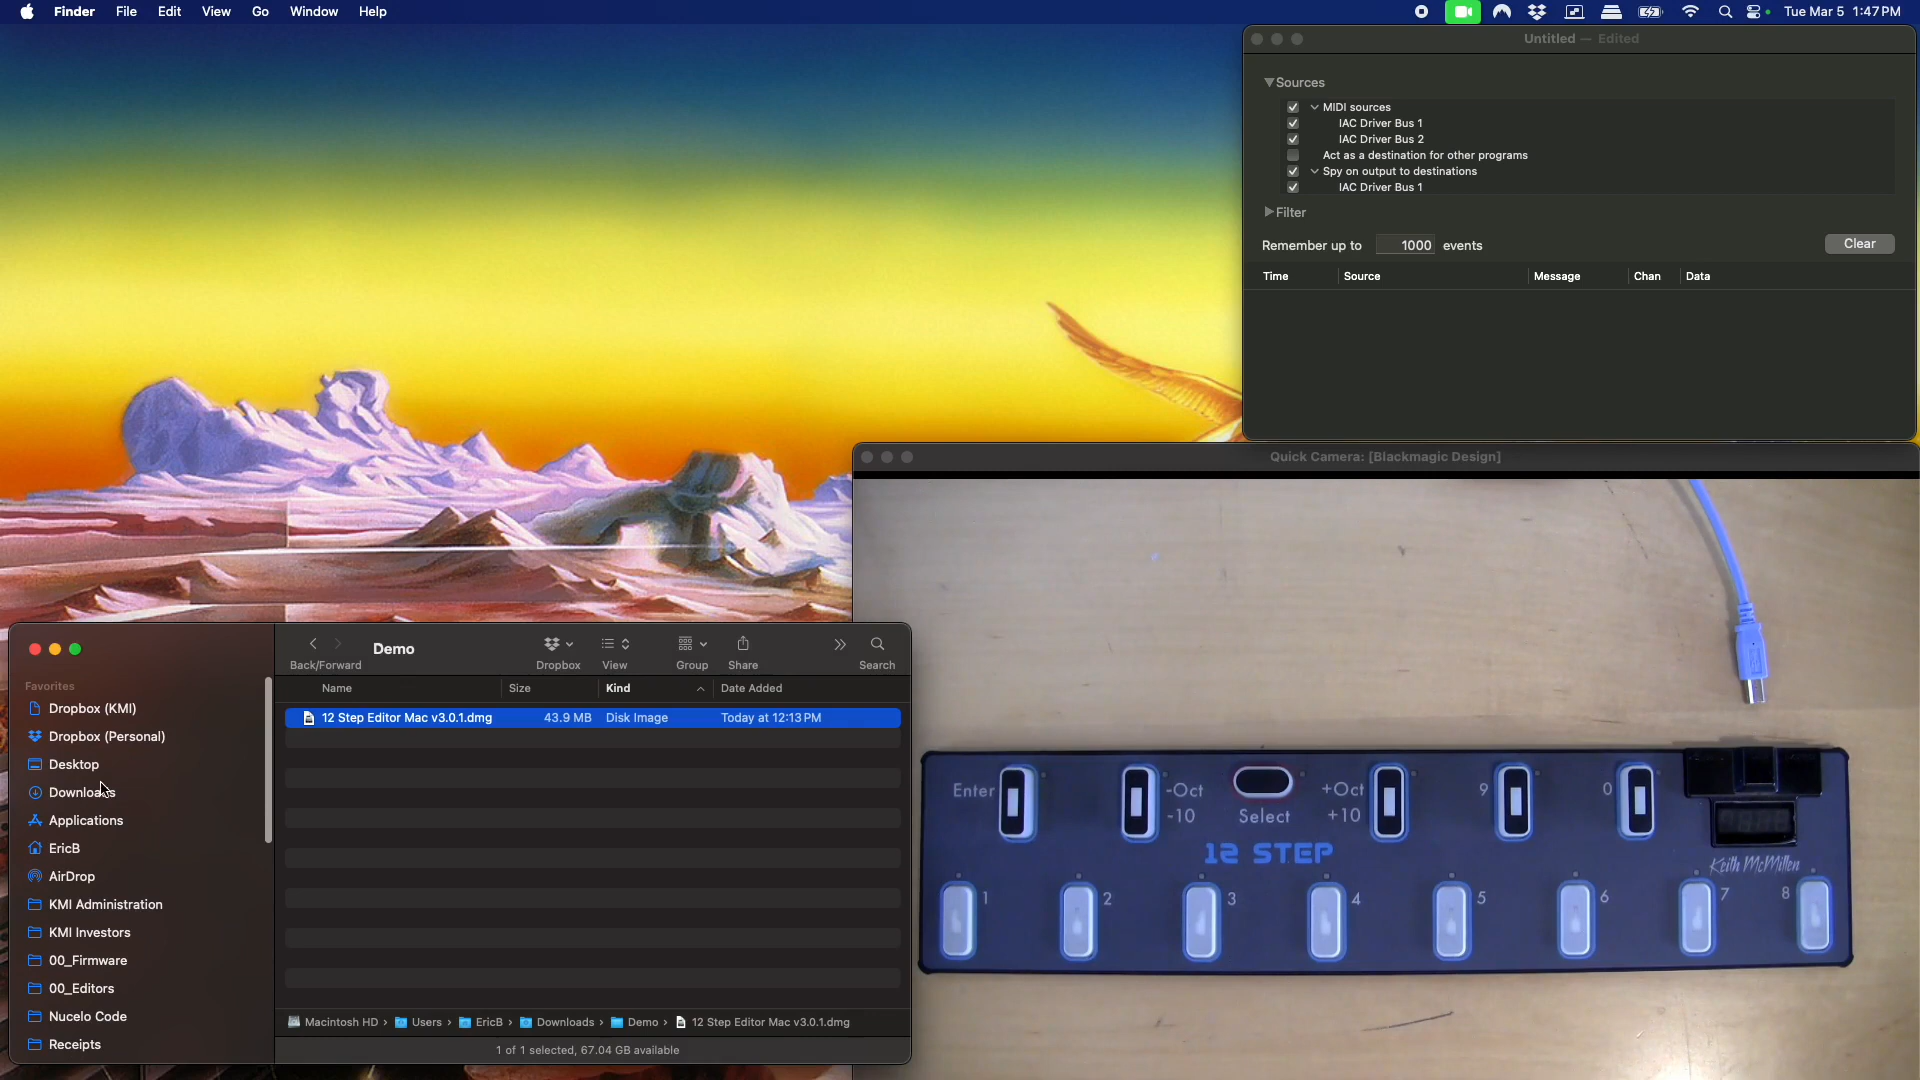 Finder File Edit View Go Window Help
Tue Mar 5 1:47 PM
Untitled — Edited
Sources
MIDI sources
IAC Driver Bus 1
IAC Driver Bus 2
Act as a destination for other programs
Spy on output to destinations
IAC Driver Bus 1
Filter
Remember up to 1000 events
Clear
Time Source Message Chan Data
Quick Camera: [Blackmagic Design]
Enter
-Oct
-10
Select
+Oct
+10
9
0
12 STEP
Keith McMillen
1 2 3 4 5 6 7 8
Demo
Back/Forward Dropbox View Group Share Search
Favorites
Dropbox (KMI)
Dropbox (Personal)
Desktop
Downloads
Applications
EricB
AirDrop
KMI Administration
KMI Investors
00_Firmware
00_Editors
Nucelo Code
Receipts
Name Size Kind Date Added
12 Step Editor Mac v3.0.1.dmg 43.9 MB Disk Image Today at 12:13 PM
Macintosh HD › Users › EricB › Downloads › Demo › 12 Step Editor Mac v3.0.1.dmg
1 of 1 selected, 67.04 GB available